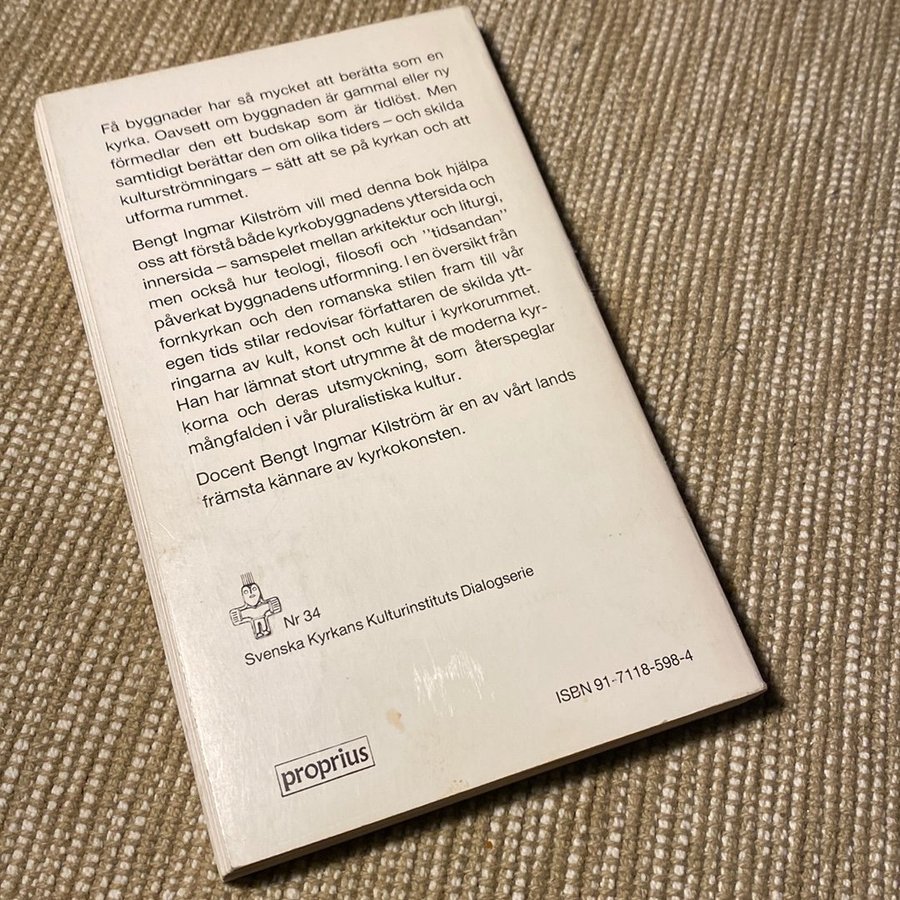 Få byggnader har så mycket att berätta som en
kyrka. Oavsett om byggnaden är gammal eller ny
förmedlar den ett budskap som är tidlöst. Men
samtidigt berättar den om olika tiders – och skilda
kulturströmningars – sätt att se på kyrkan och att
utforma rummet.
Bengt Ingmar Kilström vill med denna bok hjälpa
oss att förstå både kyrkobyggnadens yttersida och
innersida – samspelet mellan arkitektur och liturgi,
men också hur teologi, filosofi och "tidsandan"
påverkat byggnadens utformning. I en översikt från
fornkyrkan och den romanska stilen fram till vår
egen tids stilar redovisar författaren de skilda ytt-
ringarna av kult, konst och kultur i kyrkorummet.
Han har lämnat stort utrymme åt de moderna kyr-
korna och deras utsmyckning, som återspeglar
mångfalden i vår pluralistiska kultur.
Docent Bengt Ingmar Kilström är en av vårt lands
främsta kännare av kyrkokonsten.
Nr 34
Svenska Kyrkans Kulturinstituts Dialogserie
ISBN 91-7118-598-4
proprius